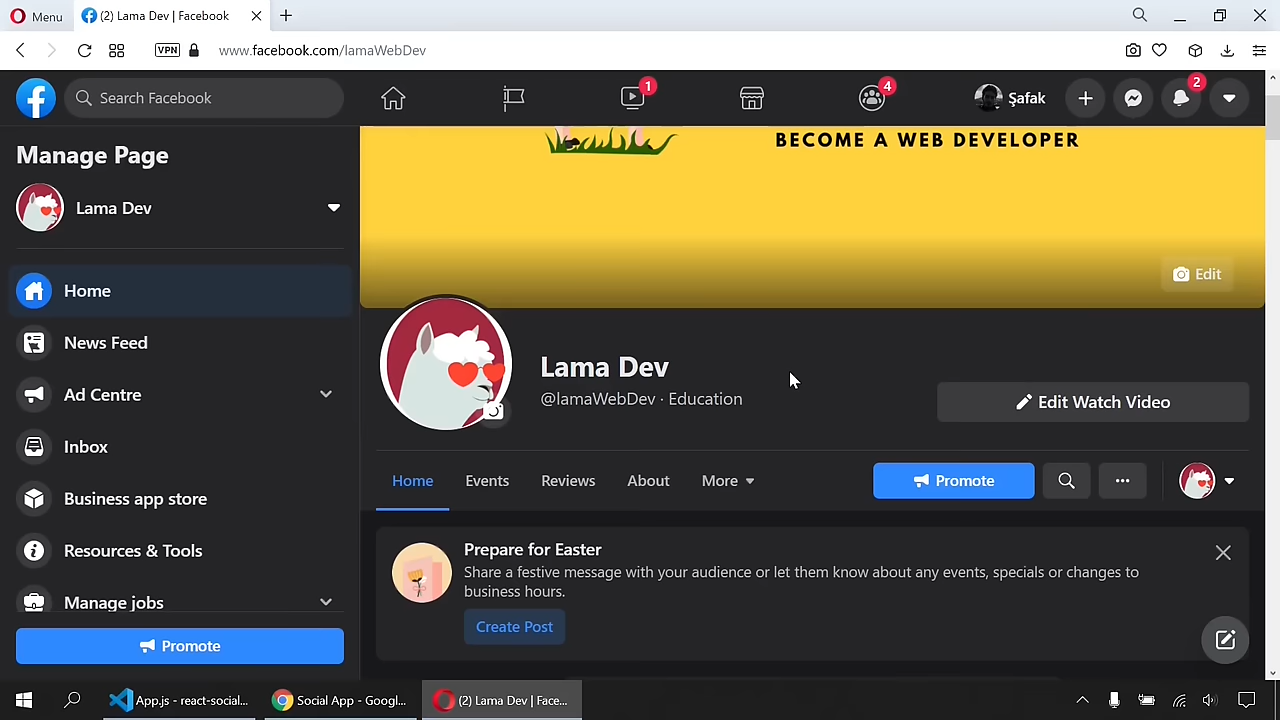 Menu
(2) Lama Dev | Facebook
VPN
www.facebook.com/lamaWebDev
Search Facebook
1
4
Şafak
2
Manage Page
Lama Dev
Home
News Feed
Ad Centre
Inbox
Business app store
Resources & Tools
Manage jobs
Promote
BECOME A WEB DEVELOPER
Edit
Lama Dev
@lamaWebDev · Education
Edit Watch Video
Home
Events
Reviews
About
More
Promote
Prepare for Easter
Share a festive message with your audience or let them know about any events, specials or changes to
business hours.
Create Post
App.js - react-social...
Social App - Googl...
(2) Lama Dev | Face...